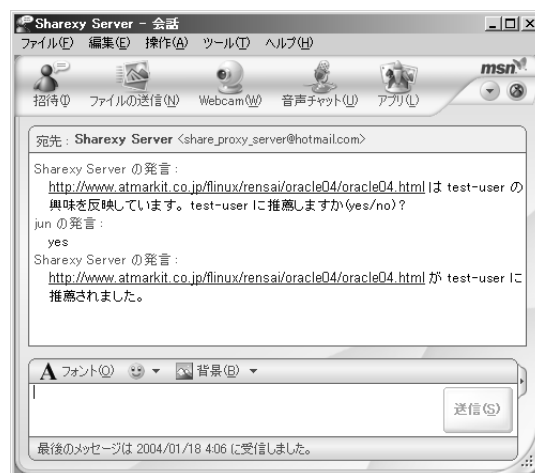 Sharexy Server - 会話
ファイル(F) 編集(E) 操作(A) ツール(T) ヘルプ(H)
msn
招待(I) ファイルの送信(N) Webcam(W) 音声チャット(U) アプリ(L)
宛先 : Sharexy Server <share_proxy_server@hotmail.com>
Sharexy Server の発言 :
http://www.atmarkit.co.jp/flinux/rensai/oracle04/oracle04.html は test-user の
興味を反映しています。test-user に推薦しますか(yes/no)?
jun の発言 :
yes
Sharexy Server の発言 :
http://www.atmarkit.co.jp/flinux/rensai/oracle04/oracle04.html が test-user に
推薦されました。
A フォント(O) 背景(B)
送信(S)
最後のメッセージは 2004/01/18 4:06 に受信しました。